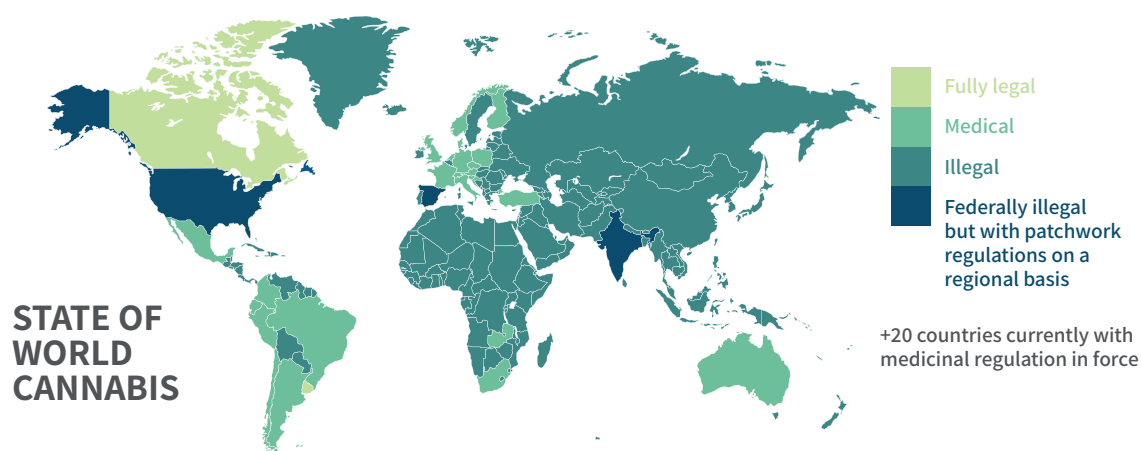 Fully legal
Medical
Illegal
Federally illegal
but with patchwork
regulations on a
regional basis
STATE OF
WORLD
CANNABIS
+20 countries currently with
medicinal regulation in force